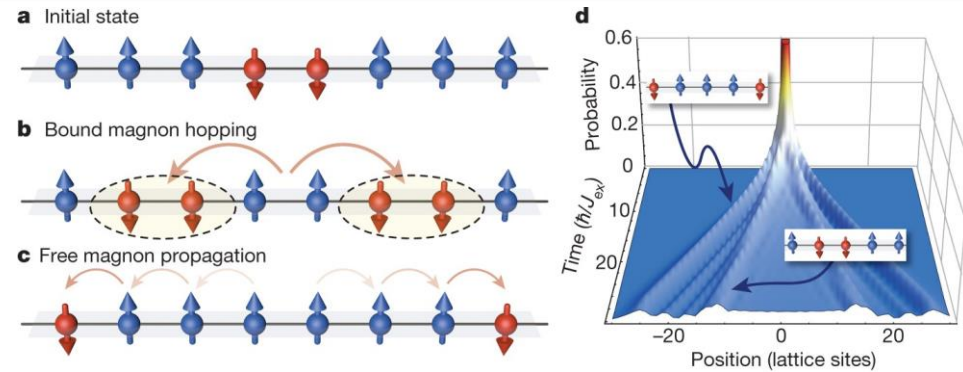 a Initial state
b Bound magnon hopping
c Free magnon propagation
d
Probability
0.6
0.4
0.2
0
Time (ħ/Jex)
10
20
−20
0
20
Position (lattice sites)